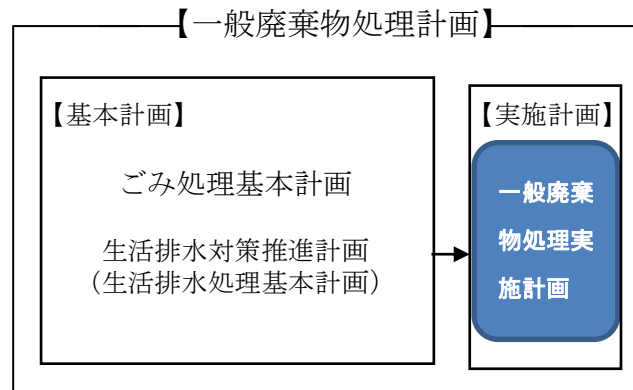 【一般廃棄物処理計画】
【基本計画】
ごみ処理基本計画
生活排水対策推進計画
（生活排水処理基本計画）
【実施計画】
一般廃棄
物処理実
施計画